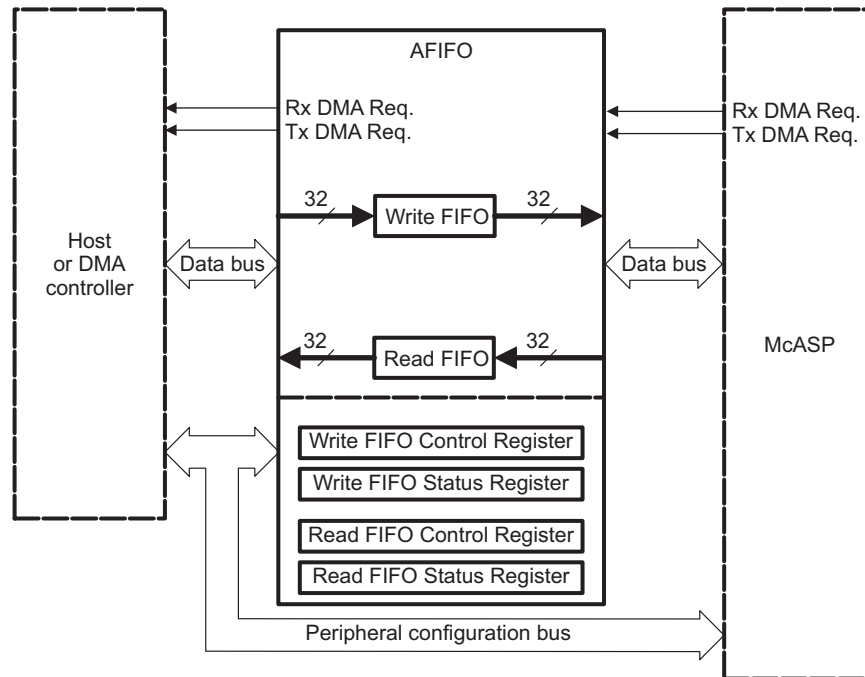 AFIFO
Rx DMA Req.
Tx DMA Req.
Rx DMA Req.
Tx DMA Req.
32
Write FIFO
32
Host
or DMA
controller
Data bus
Data bus
32
Read FIFO
32
McASP
Write FIFO Control Register
Write FIFO Status Register
Read FIFO Control Register
Read FIFO Status Register
Peripheral configuration bus